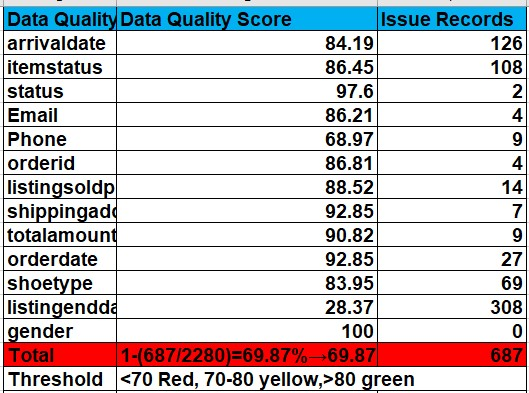 Data Quality Data Quality Score Issue Records
arrivaldate 84.19 126
itemstatus 86.45 108
status 97.6 2
Email 86.21 4
Phone 68.97 9
orderid 86.81 4
listingsoldp 88.52 14
shippingadd 92.85 7
totalamount 90.82 9
orderdate 92.85 27
shoetype 83.95 69
listingendda 28.37 308
gender 100 0
Total 1-(687/2280)=69.87%→69.87 687
Threshold <70 Red, 70-80 yellow,>80 green